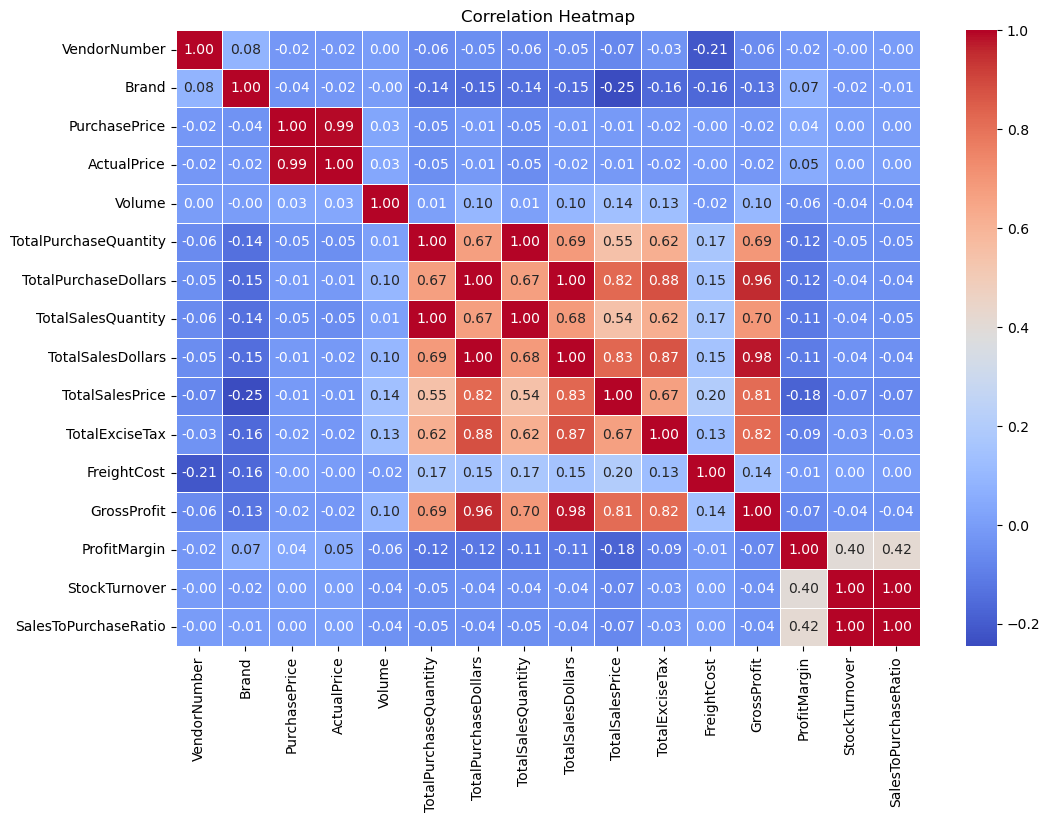 Correlation Heatmap
VendorNumber 1.00 0.08 -0.02 -0.02 0.00 -0.06 -0.05 -0.06 -0.05 -0.07 -0.03 -0.21 -0.06 -0.02 -0.00 -0.00
Brand 0.08 1.00 -0.04 -0.02 -0.00 -0.14 -0.15 -0.14 -0.15 -0.25 -0.16 -0.16 -0.13 0.07 -0.02 -0.01
PurchasePrice -0.02 -0.04 1.00 0.99 0.03 -0.05 -0.01 -0.05 -0.01 -0.01 -0.02 -0.00 -0.02 0.04 0.00 0.00
ActualPrice -0.02 -0.02 0.99 1.00 0.03 -0.05 -0.01 -0.05 -0.02 -0.01 -0.02 -0.00 -0.02 0.05 0.00 0.00
Volume 0.00 -0.00 0.03 0.03 1.00 0.01 0.10 0.01 0.10 0.14 0.13 -0.02 0.10 -0.06 -0.04 -0.04
TotalPurchaseQuantity -0.06 -0.14 -0.05 -0.05 0.01 1.00 0.67 1.00 0.69 0.55 0.62 0.17 0.69 -0.12 -0.05 -0.05
TotalPurchaseDollars -0.05 -0.15 -0.01 -0.01 0.10 0.67 1.00 0.67 1.00 0.82 0.88 0.15 0.96 -0.12 -0.04 -0.04
TotalSalesQuantity -0.06 -0.14 -0.05 -0.05 0.01 1.00 0.67 1.00 0.68 0.54 0.62 0.17 0.70 -0.11 -0.04 -0.05
TotalSalesDollars -0.05 -0.15 -0.01 -0.02 0.10 0.69 1.00 0.68 1.00 0.83 0.87 0.15 0.98 -0.11 -0.04 -0.04
TotalSalesPrice -0.07 -0.25 -0.01 -0.01 0.14 0.55 0.82 0.54 0.83 1.00 0.67 0.20 0.81 -0.18 -0.07 -0.07
TotalExciseTax -0.03 -0.16 -0.02 -0.02 0.13 0.62 0.88 0.62 0.87 0.67 1.00 0.13 0.82 -0.09 -0.03 -0.03
FreightCost -0.21 -0.16 -0.00 -0.00 -0.02 0.17 0.15 0.17 0.15 0.20 0.13 1.00 0.14 -0.01 0.00 0.00
GrossProfit -0.06 -0.13 -0.02 -0.02 0.10 0.69 0.96 0.70 0.98 0.81 0.82 0.14 1.00 -0.07 -0.04 -0.04
ProfitMargin -0.02 0.07 0.04 0.05 -0.06 -0.12 -0.12 -0.11 -0.11 -0.18 -0.09 -0.01 -0.07 1.00 0.40 0.42
StockTurnover -0.00 -0.02 0.00 0.00 -0.04 -0.05 -0.04 -0.04 -0.04 -0.07 -0.03 0.00 -0.04 0.40 1.00 1.00
SalesToPurchaseRatio -0.00 -0.01 0.00 0.00 -0.04 -0.05 -0.04 -0.05 -0.04 -0.07 -0.03 0.00 -0.04 0.42 1.00 1.00
VendorNumber
Brand
PurchasePrice
ActualPrice
Volume
TotalPurchaseQuantity
TotalPurchaseDollars
TotalSalesQuantity
TotalSalesDollars
TotalSalesPrice
TotalExciseTax
FreightCost
GrossProfit
ProfitMargin
StockTurnover
SalesToPurchaseRatio
1.0
0.8
0.6
0.4
0.2
0.0
−0.2